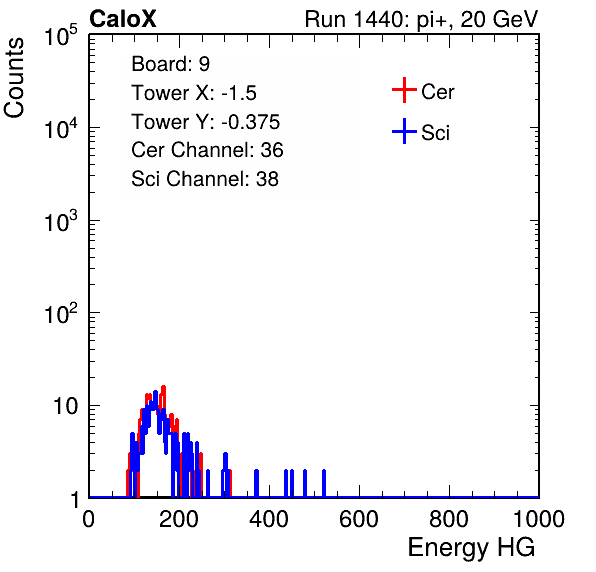 CaloX Run 1440: pi+, 20 GeV
Counts
Board: 9
Tower X: -1.5
Tower Y: -0.375
Cer Channel: 36
Sci Channel: 38
Cer
Sci
10^5
10^4
10^3
10^2
10
1
0 200 400 600 800 1000
Energy HG